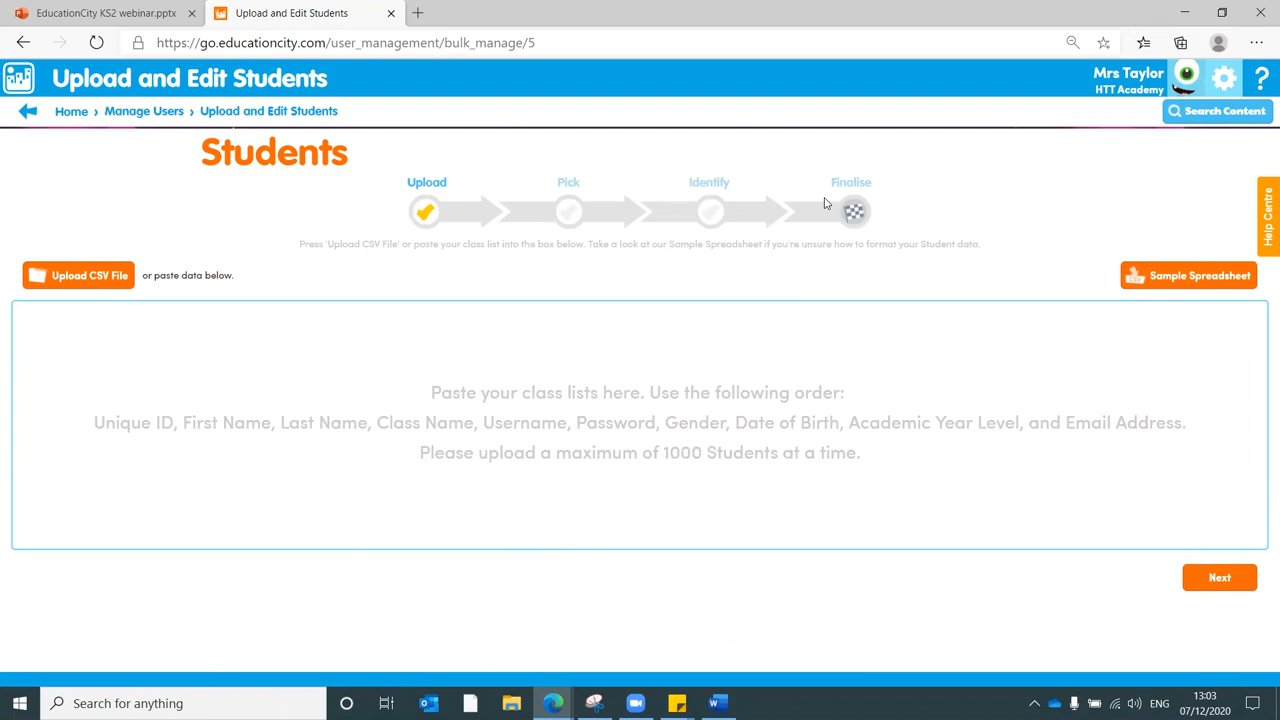 EducationCity KS2 webinar.pptx
Upload and Edit Students
https://go.educationcity.com/user_management/bulk_manage/5
Upload and Edit Students
Mrs Taylor
HTT Academy
?
Home › Manage Users › Upload and Edit Students
Search Content
Students
Upload
Pick
Identify
Finalise
Help Centre
Press 'Upload CSV File' or paste your class list into the box below. Take a look at our Sample Spreadsheet if you're unsure how to format your Student data.
Upload CSV File
or paste data below.
CSV
Sample Spreadsheet
Paste your class lists here. Use the following order:
Unique ID, First Name, Last Name, Class Name, Username, Password, Gender, Date of Birth, Academic Year Level, and Email Address.
Please upload a maximum of 1000 Students at a time.
Next
Search for anything
ENG
13:03
07/12/2020